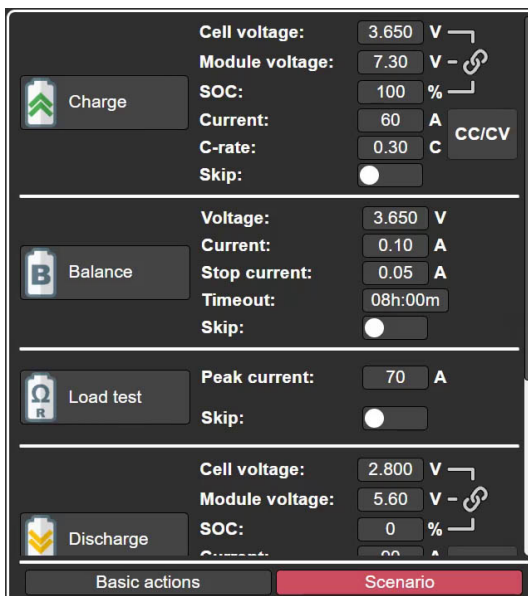 Charge
Cell voltage: 3.650 V
Module voltage: 7.30 V
SOC: 100 %
Current: 60 A
C-rate: 0.30 C
CC/CV
Skip:
B Balance
Voltage: 3.650 V
Current: 0.10 A
Stop current: 0.05 A
Timeout: 08h:00m
Skip:
Ω
R
Load test
Peak current: 70 A
Skip:
Discharge
Cell voltage: 2.800 V
Module voltage: 5.60 V
SOC: 0 %
Basic actions
Scenario